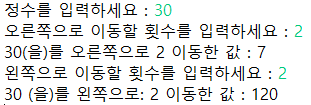 정수를 입력하세요 : 30
오른쪽으로 이동할 횟수를 입력하세요 : 2
30(을)를 오른쪽으로 2 이동한 값 : 7
왼쪽으로 이동할 횟수를 입력하세요 : 2
30 (을)를 왼쪽으로: 2 이동한 값 : 120